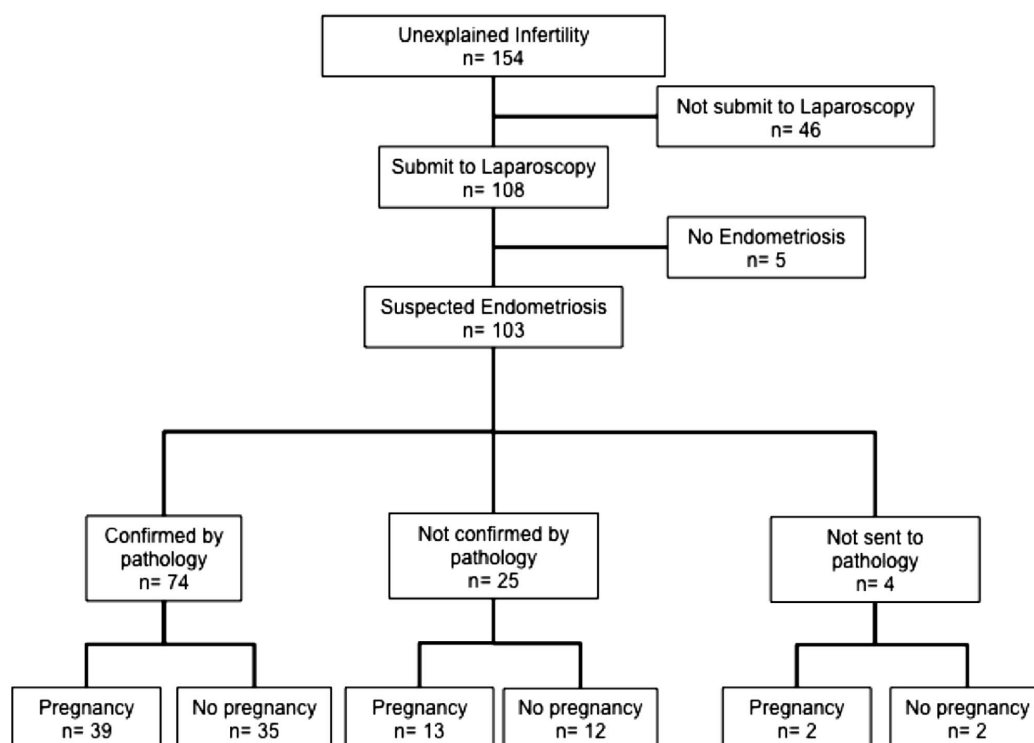 Unexplained Infertility
n= 154
Not submit to Laparoscopy
n= 46
Submit to Laparoscopy
n= 108
No Endometriosis
n= 5
Suspected Endometriosis
n= 103
Confirmed by
pathology
n= 74
Not confirmed by
pathology
n= 25
Not sent to
pathology
n= 4
Pregnancy
n= 39
No pregnancy
n= 35
Pregnancy
n= 13
No pregnancy
n= 12
Pregnancy
n= 2
No pregnancy
n= 2